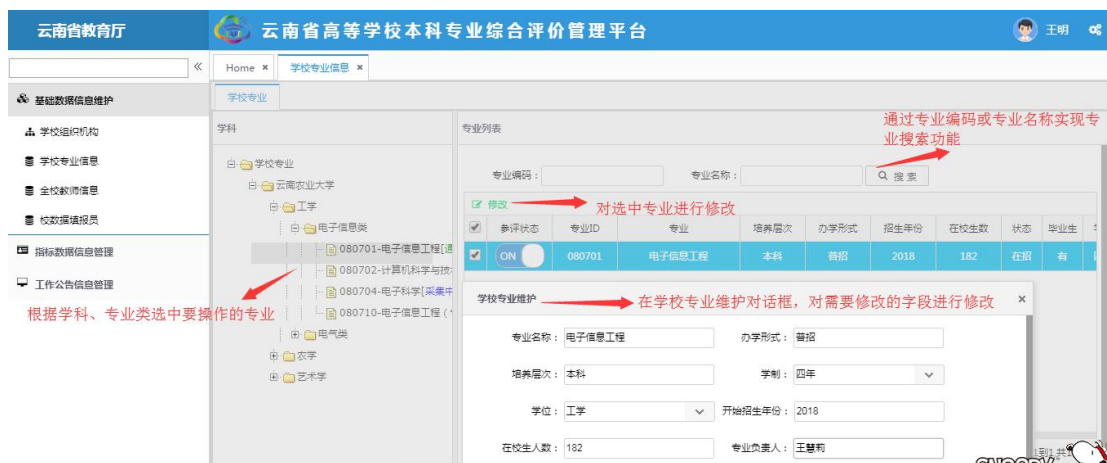 云南省教育厅
云南省高等学校本科专业综合评价管理平台
王明
Home
学校专业信息
基础数据信息维护
学校组织机构
学校专业信息
全校教师信息
校数据填报员
指标数据信息管理
工作公告信息管理
根据学科、专业类选中要操作的专业
学校专业
学科
学校专业
云南农业大学
工学
电子信息类
080701-电子信息工程[通
080702-计算机科学与技
080704-电子科学[采集中
080710-电子信息工程（
电气类
农学
艺术学
专业列表
通过专业编码或专业名称实现专
业搜索功能
专业编码： 专业名称： 搜索
修改 对选中专业进行修改
参评状态 专业ID 专业 培养层次 办学形式 招生年份 在校生数 状态 毕业生
ON 080701 电子信息工程 本科 普招 2018 182 在招 有
学校专业维护 在学校专业维护对话框，对需要修改的字段进行修改 ×
专业名称： 电子信息工程 办学形式： 普招
培养层次： 本科 学制： 四年
学位： 工学 开始招生年份： 2018
在校生人数： 182 专业负责人： 王慧莉
1到1,共
SNOOPY